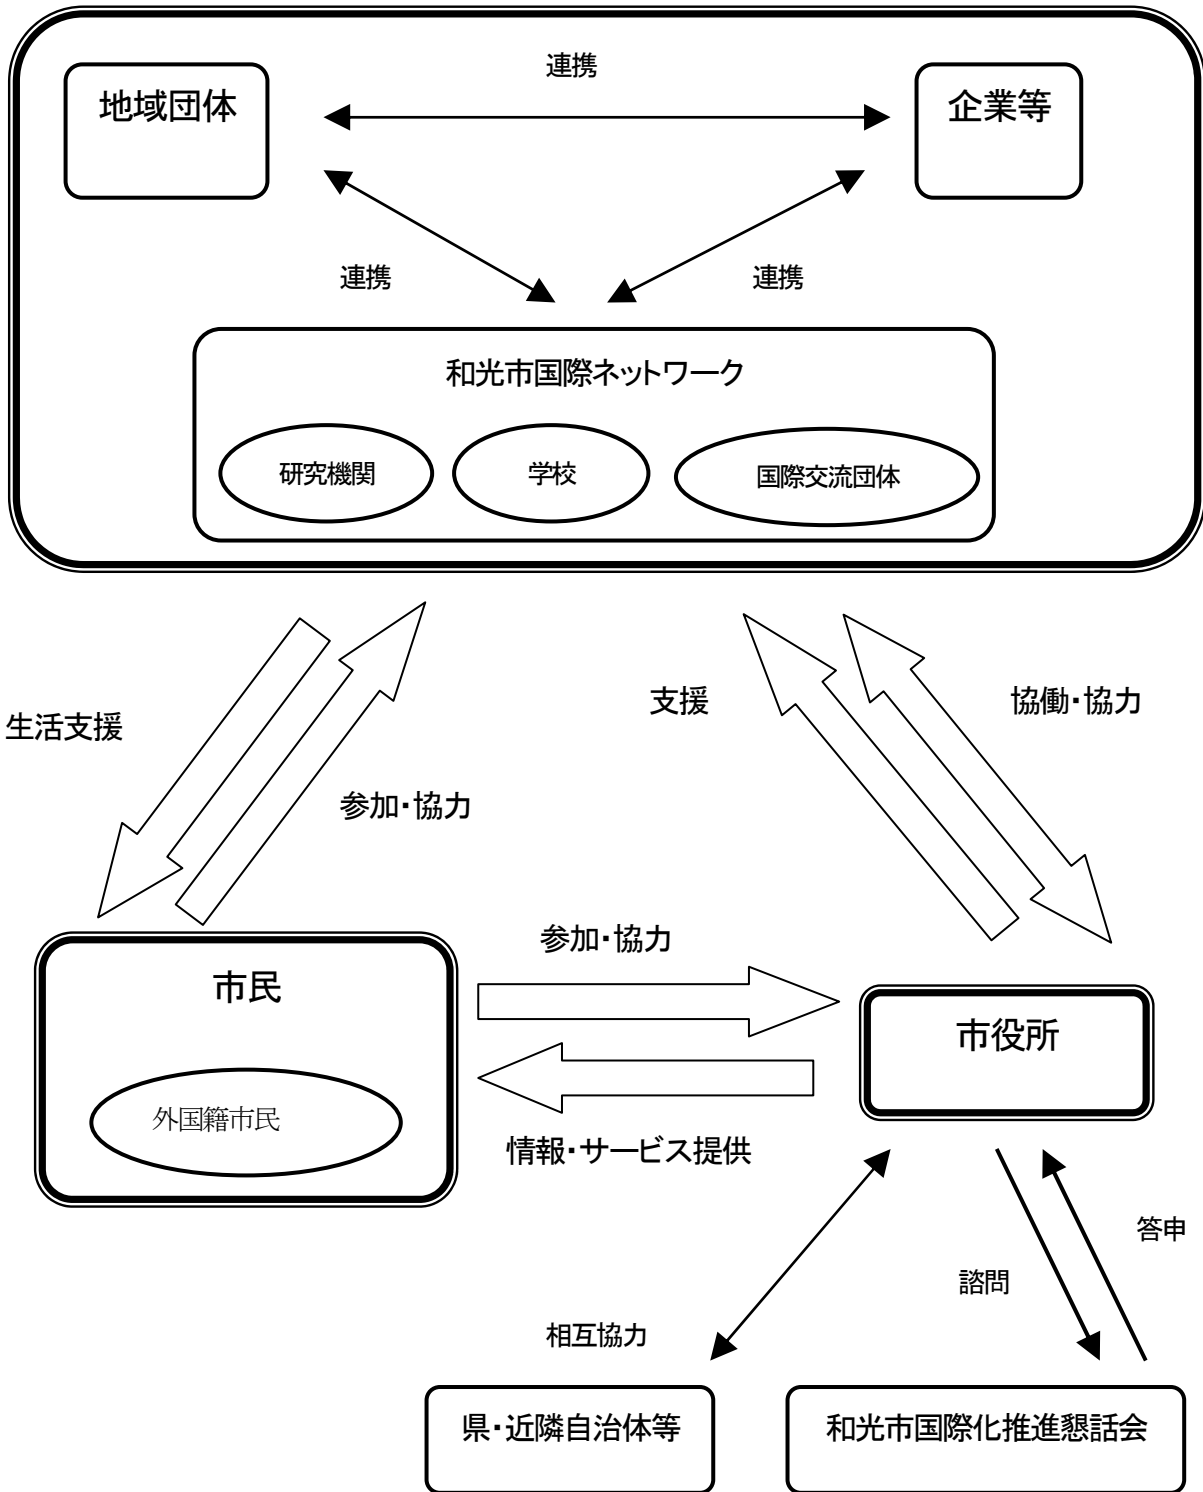 連携
地域団体
企業等
連携
連携
和光市国際ネットワーク
研究機関
学校
国際交流団体
生活支援
支援
協働・協力
参加・協力
参加・協力
市民
市役所
外国籍市民
情報・サービス提供
答申
諮問
相互協力
県・近隣自治体等
和光市国際化推進懇話会